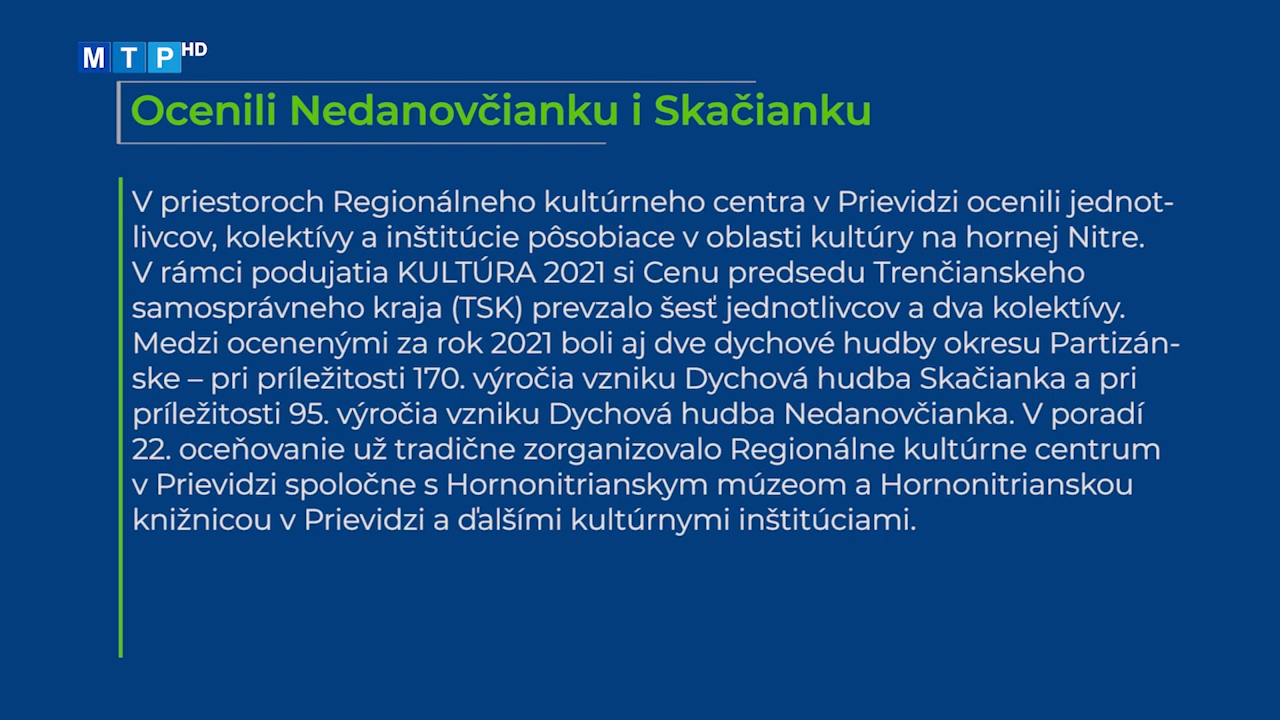 MTP HD
Ocenili Nedanovčianku i Skačianku
V priestoroch Regionálneho kultúrneho centra v Prievidzi ocenili jednot-
livcov, kolektívy a inštitúcie pôsobiace v oblasti kultúry na hornej Nitre.
V rámci podujatia KULTÚRA 2021 si Cenu predsedu Trenčianskeho
samosprávneho kraja (TSK) prevzalo šesť jednotlivcov a dva kolektívy.
Medzi ocenenými za rok 2021 boli aj dve dychové hudby okresu Partizán-
ske – pri príležitosti 170. výročia vzniku Dychová hudba Skačianka a pri
príležitosti 95. výročia vzniku Dychová hudba Nedanovčianka. V poradí
22. oceňovanie už tradične zorganizovalo Regionálne kultúrne centrum
v Prievidzi spoločne s Hornonitrianskym múzeom a Hornonitrianskou
knižnicou v Prievidzi a ďalšími kultúrnymi inštitúciami.